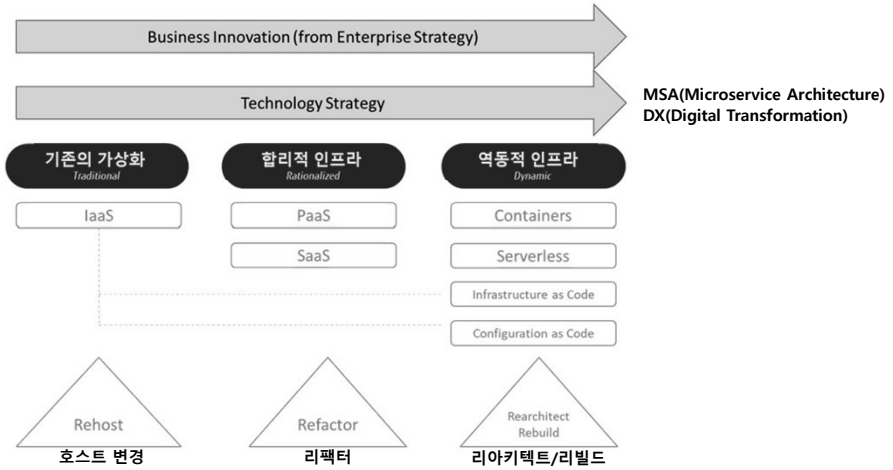 Business Innovation (from Enterprise Strategy)
Technology Strategy
MSA(Microservice Architecture)
DX(Digital Transformation)
기존의 가상화
Traditional
합리적 인프라
Rationalized
역동적 인프라
Dynamic
IaaS
PaaS
Containers
SaaS
Serverless
Infrastructure as Code
Configuration as Code
Rehost
Refactor
Rearchitect
Rebuild
호스트 변경
리팩터
리아키텍트/리빌드